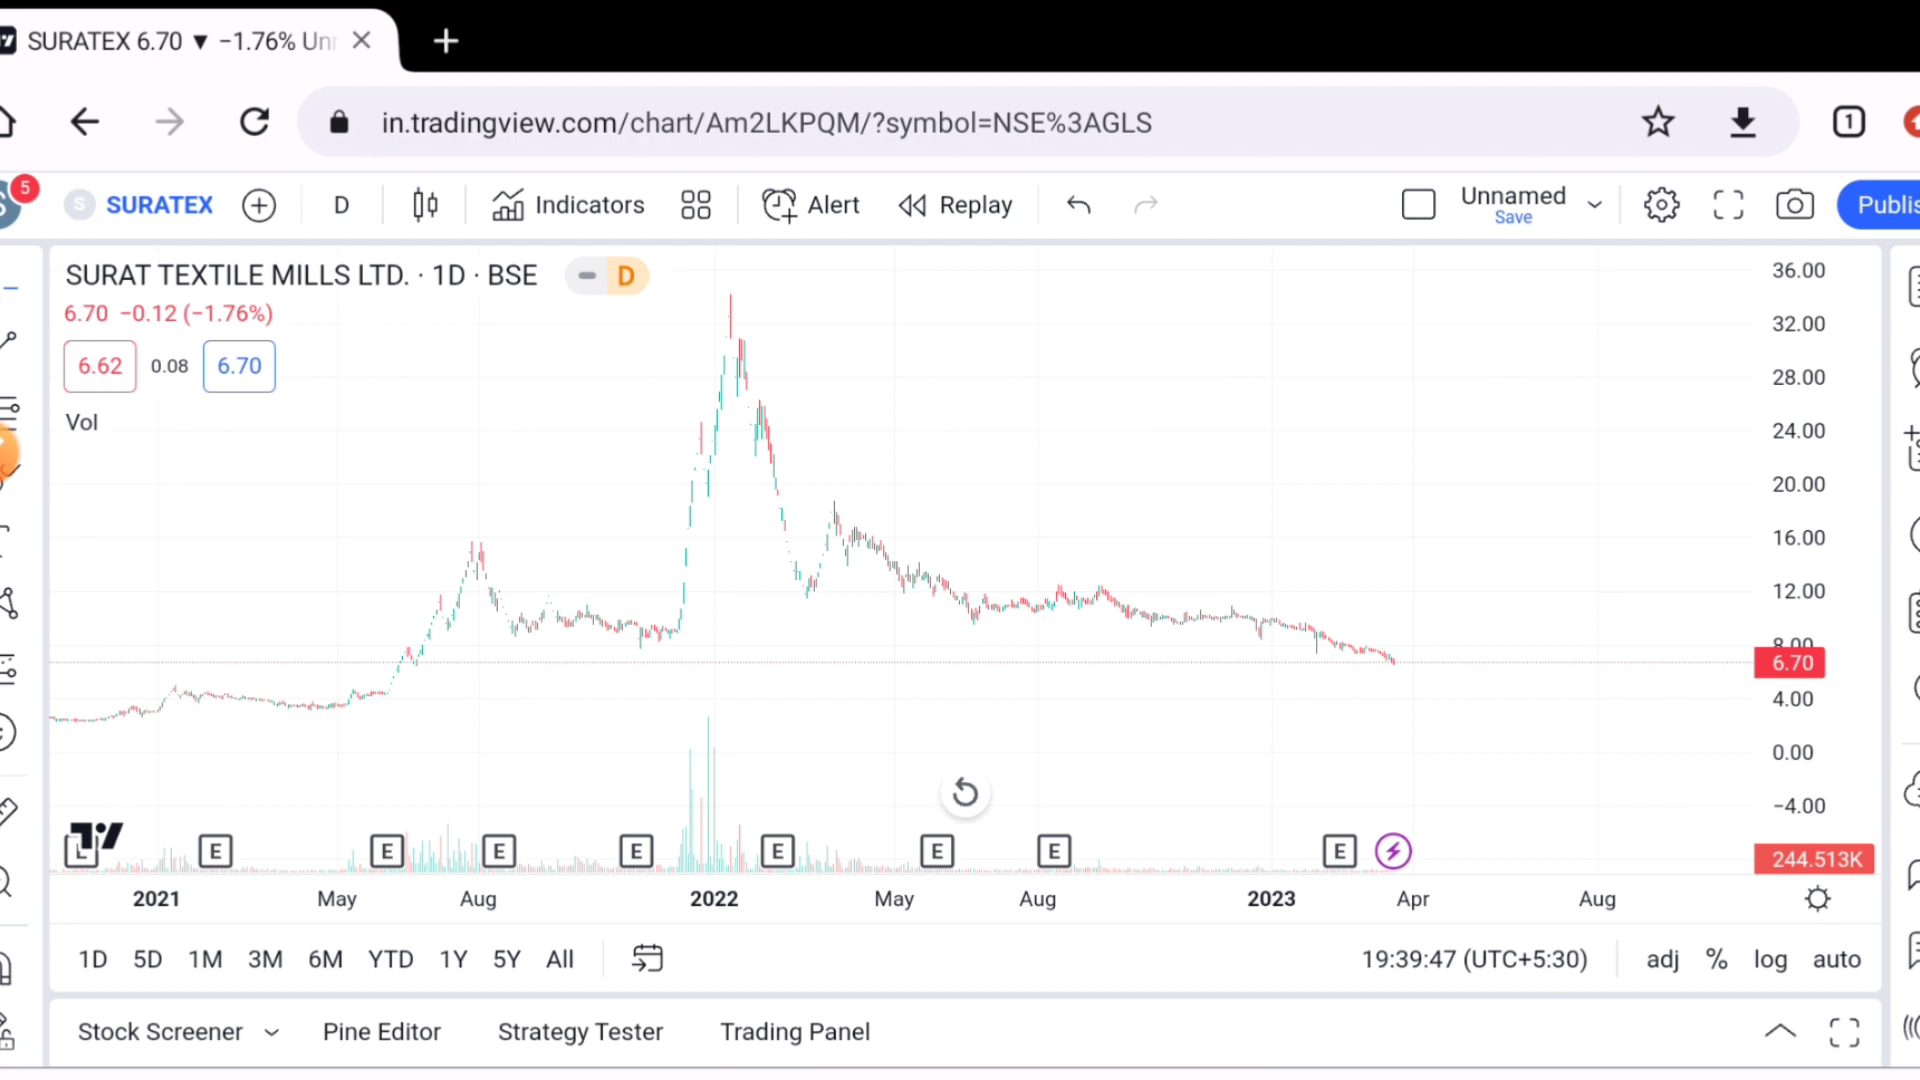 SURATEX 6.70 ▼ −1.76% Un
in.tradingview.com/chart/Am2LKPQM/?symbol=NSE%3AGLS
1
5
S SURATEX D Indicators Alert Replay Unnamed
Save
Publis
SURAT TEXTILE MILLS LTD. · 1D · BSE D
6.70 −0.12 (−1.76%)
6.62 0.08 6.70
Vol
36.00
32.00
28.00
24.00
20.00
16.00
12.00
8.00
6.70
4.00
0.00
−4.00
244.513K
L E E E E E E E E
2021 May Aug 2022 May Aug 2023 Apr Aug
1D 5D 1M 3M 6M YTD 1Y 5Y All 19:39:47 (UTC+5:30) adj % log auto
Stock Screener Pine Editor Strategy Tester Trading Panel